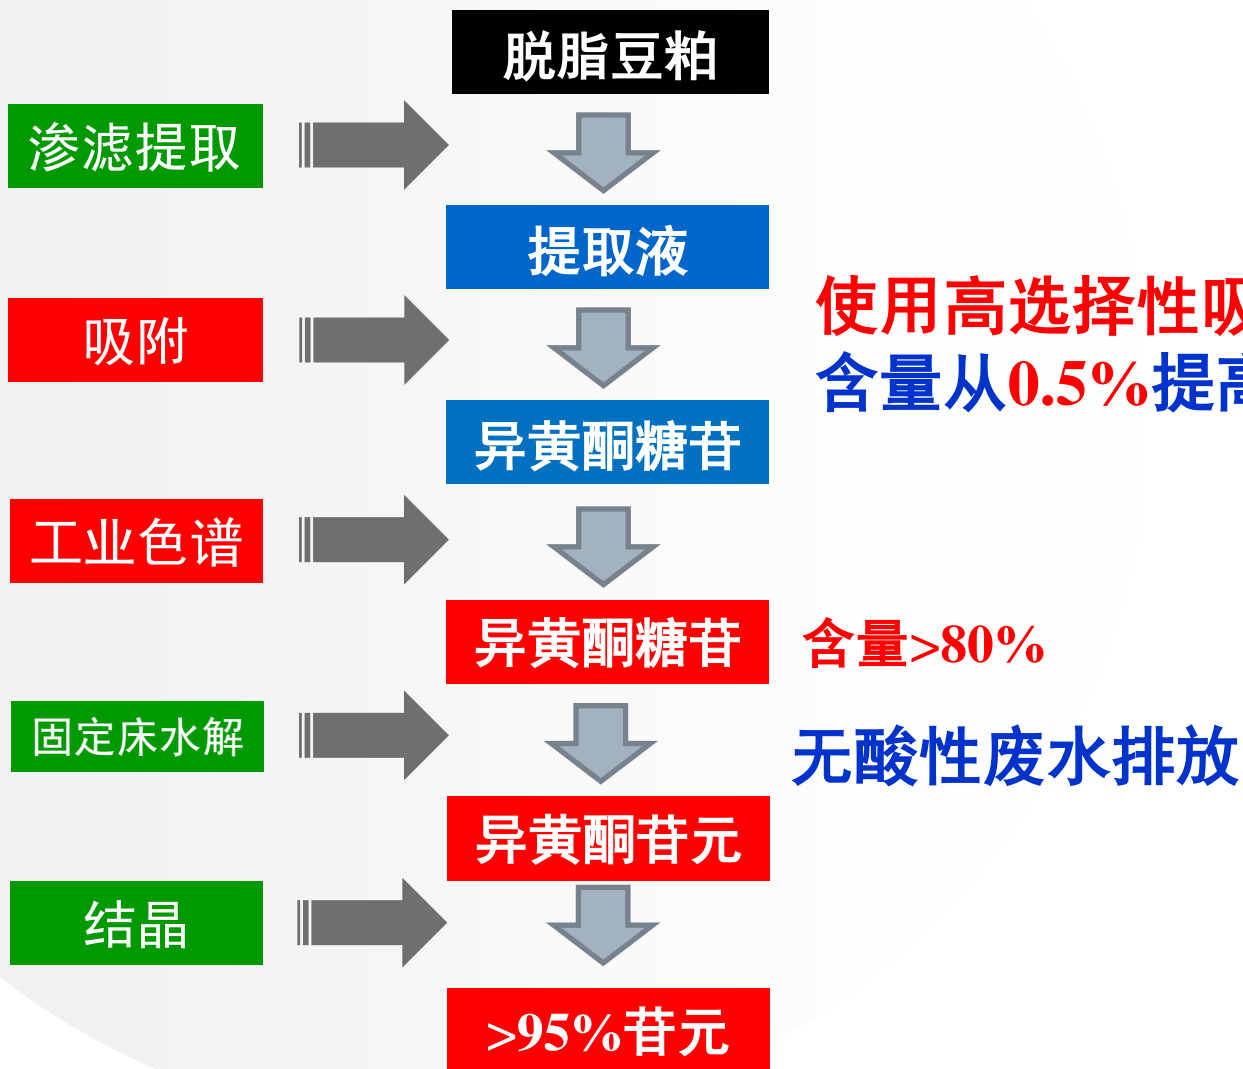 脱脂豆粕
渗滤提取
提取液
吸附
使用高选择性吸
含量从0.5%提高
异黄酮糖苷
工业色谱
异黄酮糖苷
含量>80%
固定床水解
无酸性废水排放
异黄酮苷元
结晶
>95%苷元